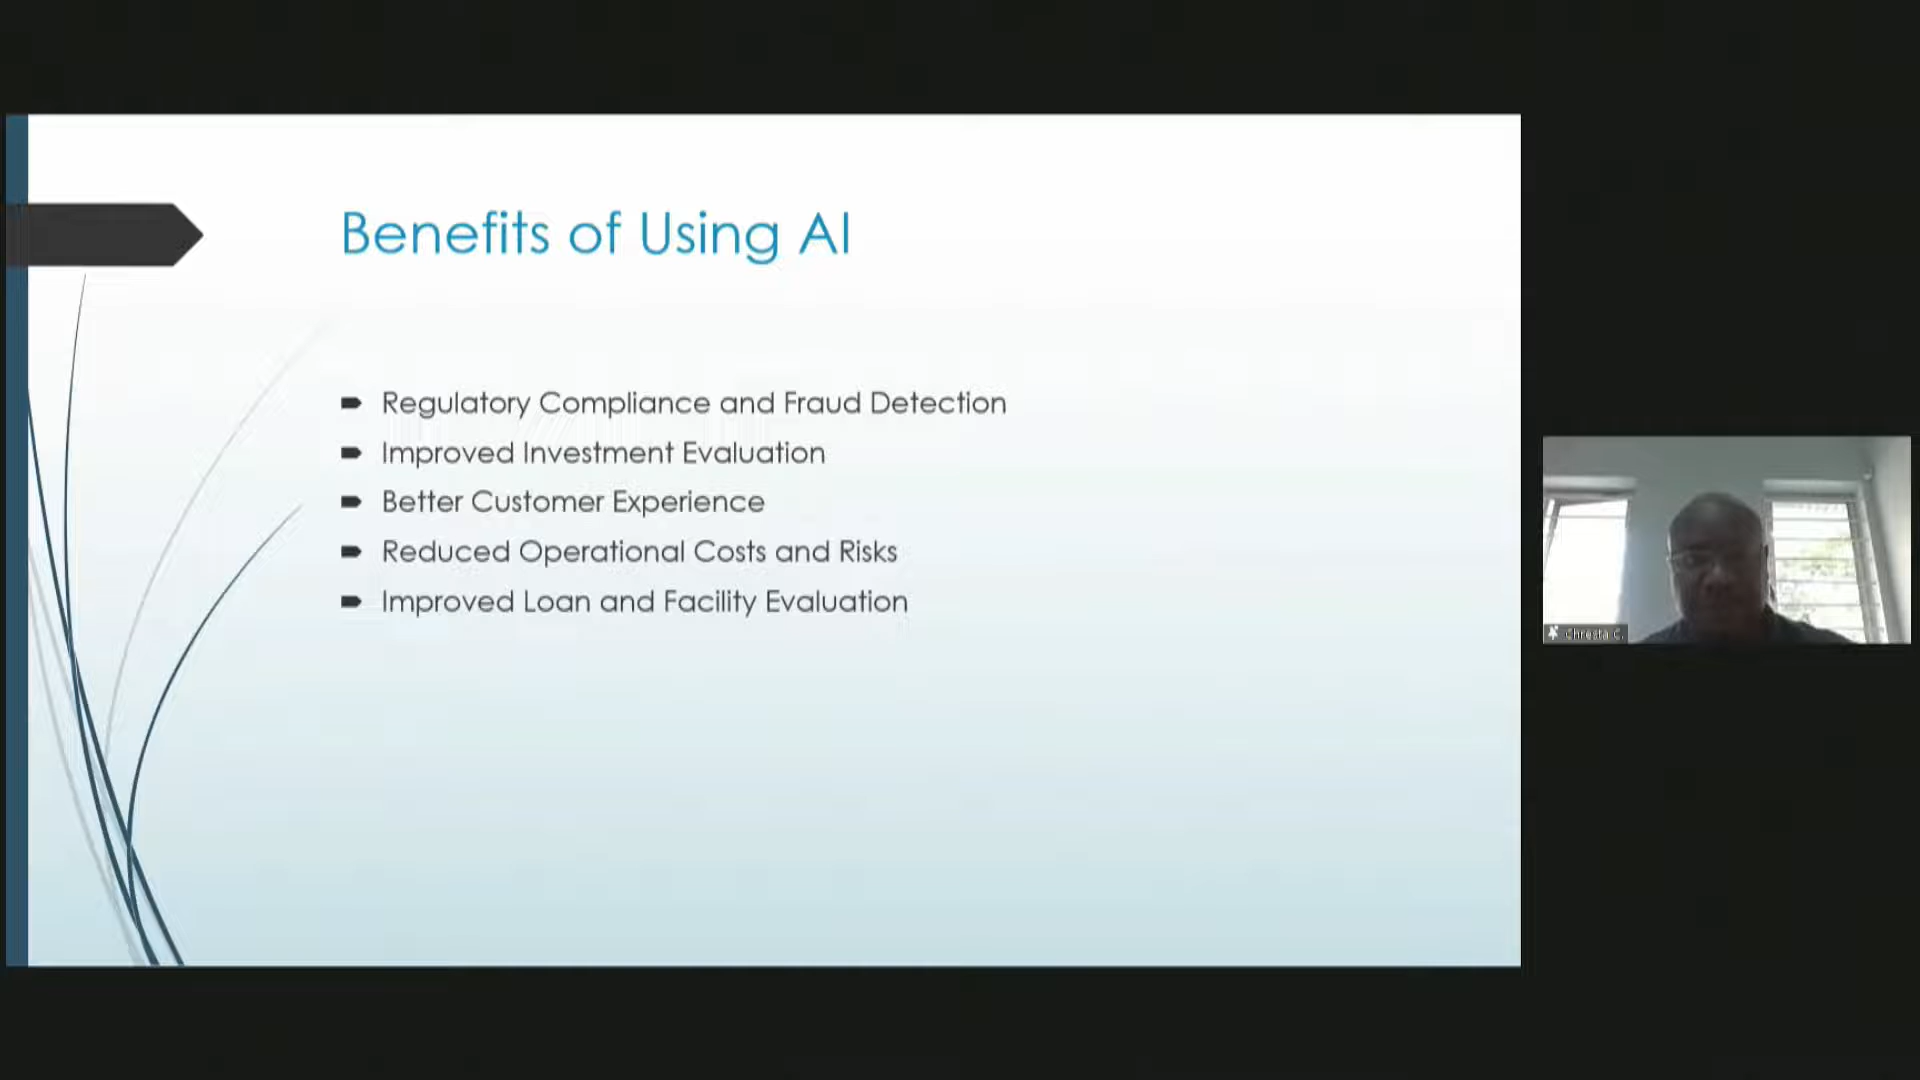 Benefits of Using AI
Regulatory Compliance and Fraud Detection
Improved Investment Evaluation
Better Customer Experience
Reduced Operational Costs and Risks
Improved Loan and Facility Evaluation
Chresta C.